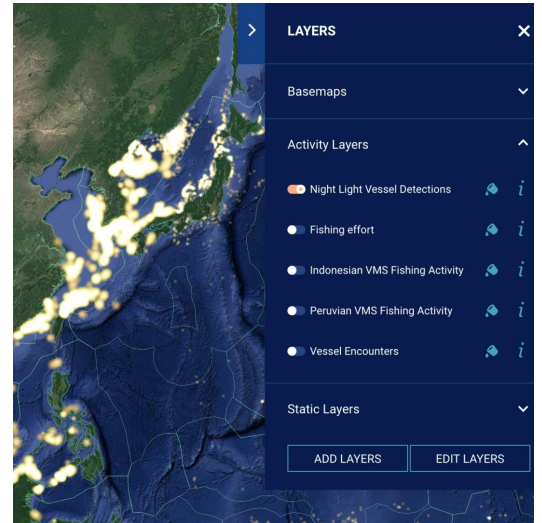 LAYERS
Basemaps
Activity Layers
Night Light Vessel Detections
Fishing effort
Indonesian VMS Fishing Activity
Peruvian VMS Fishing Activity
Vessel Encounters
Static Layers
ADD LAYERS
EDIT LAYERS